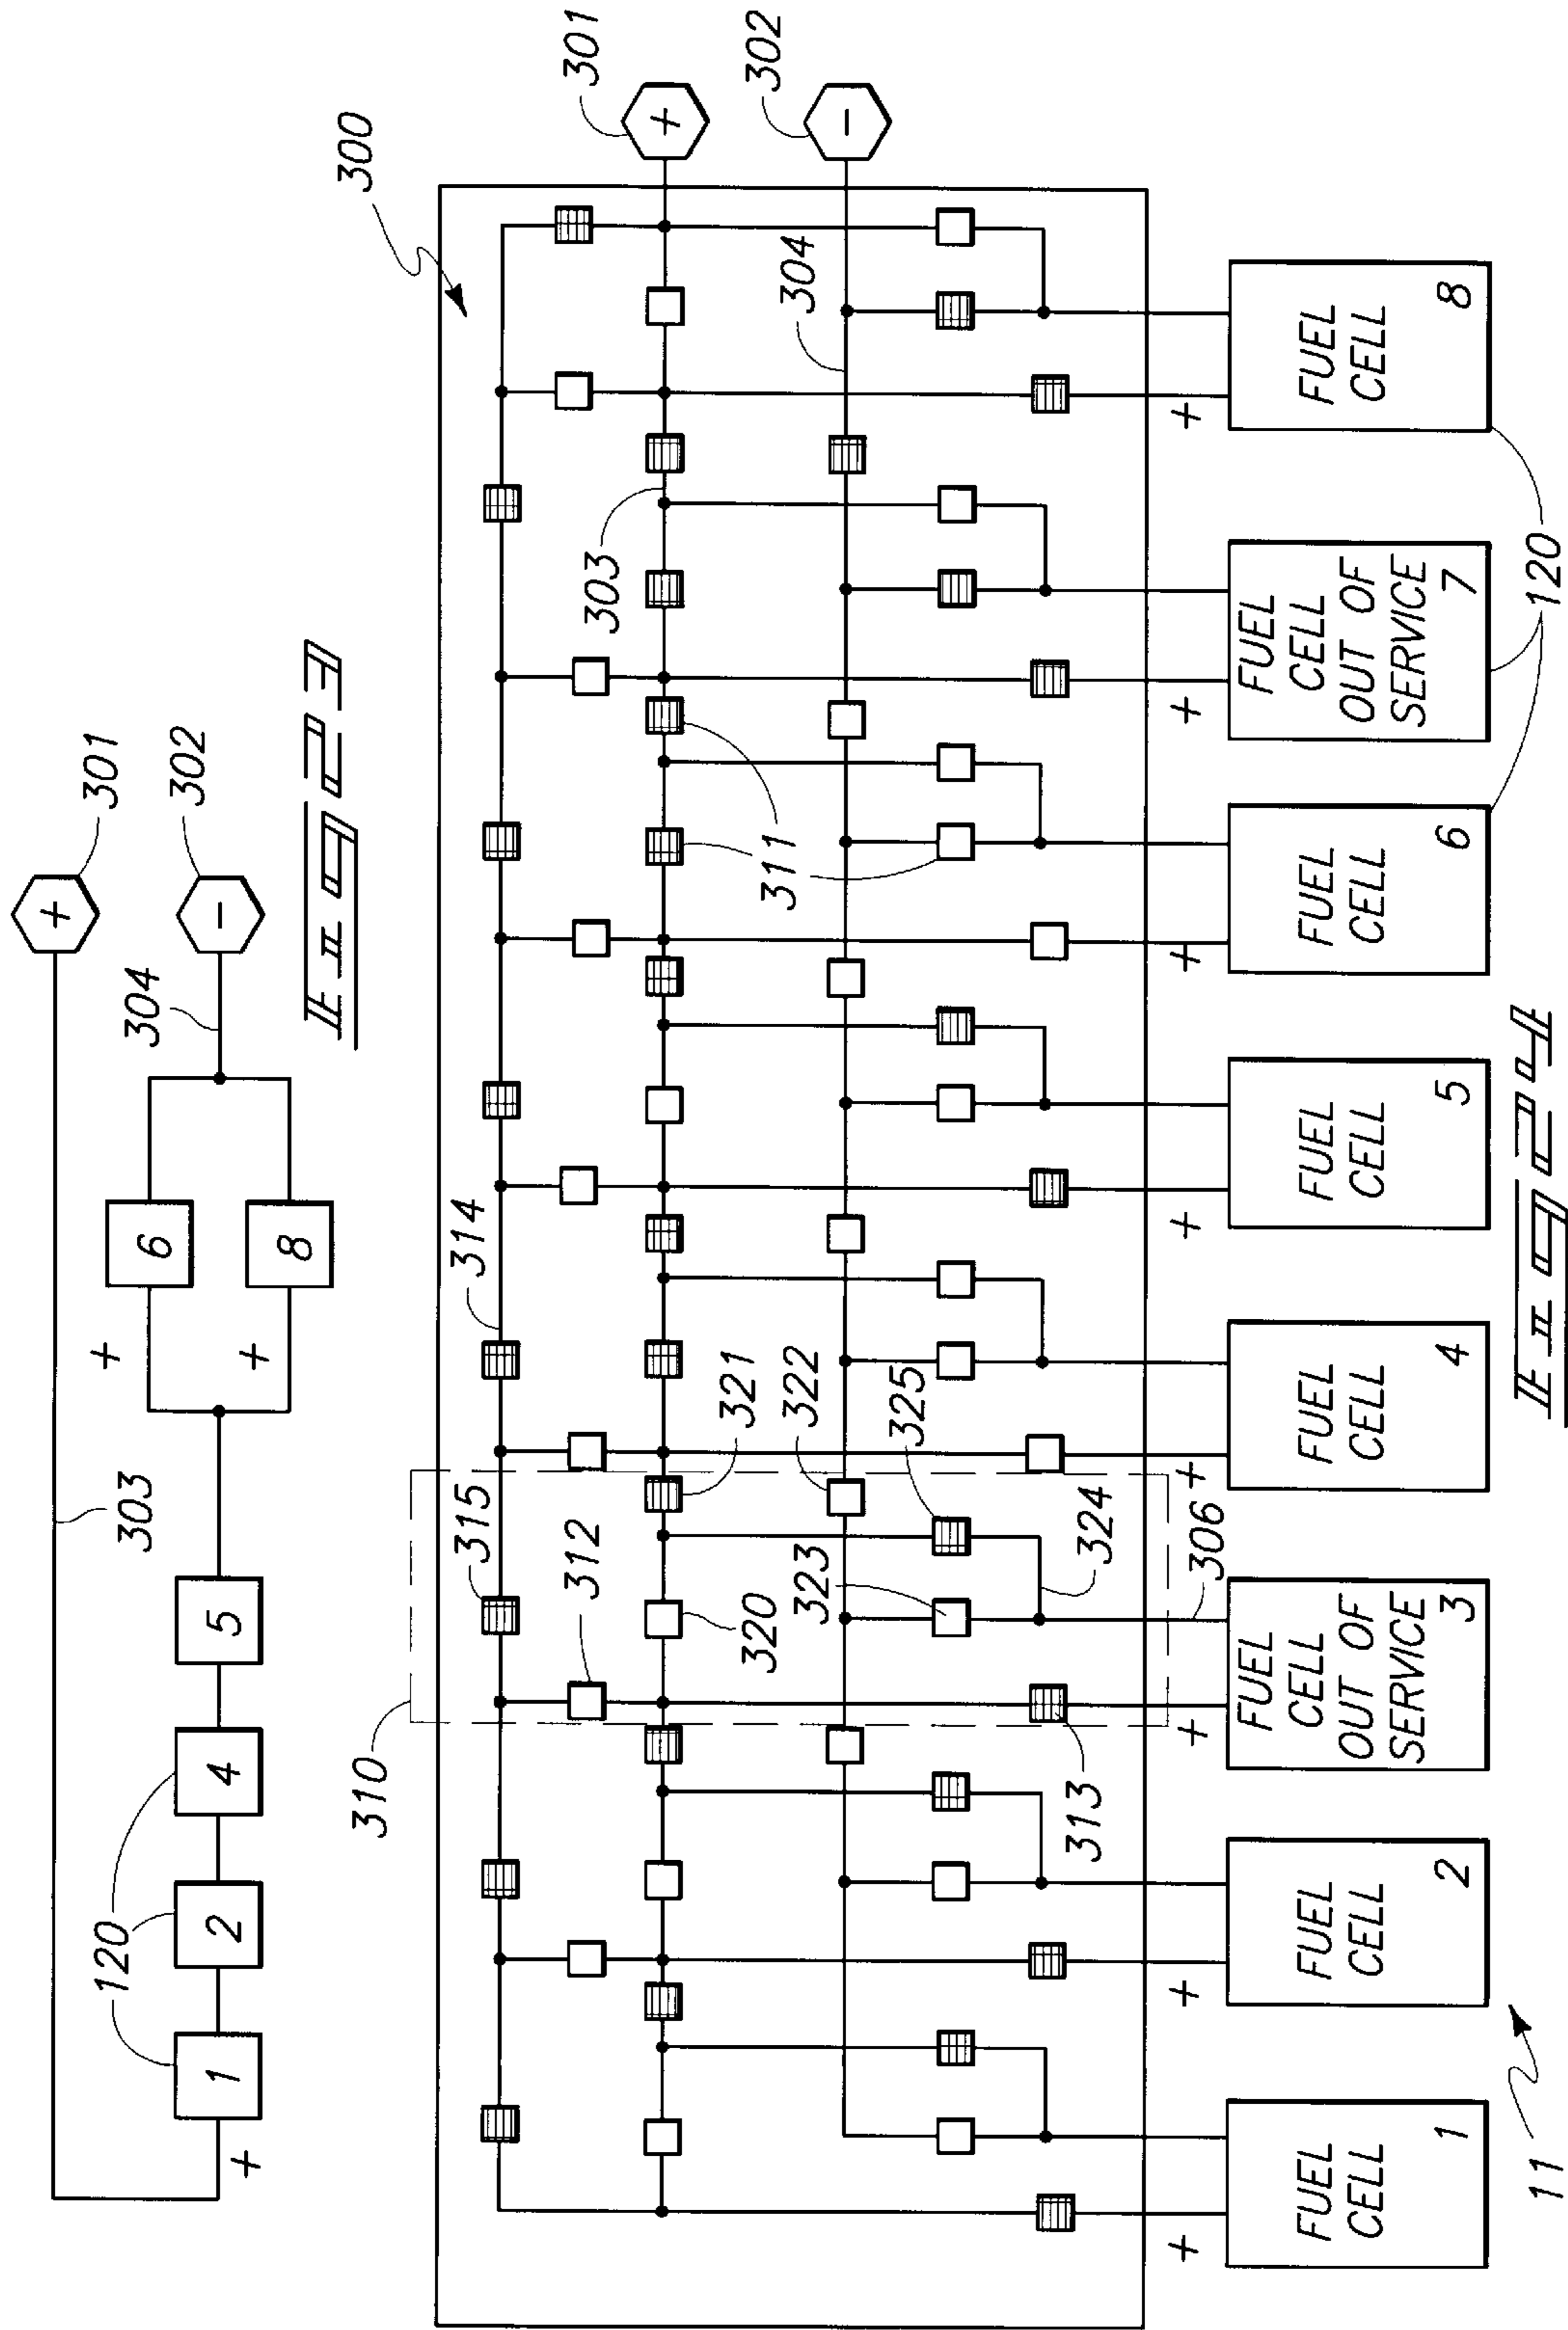 303
301
+
304
302
-
120
1
+
2
4
5
+
6
+
8
Fig 23
300
301
+
302
-
310
315
314
312
303
320
321
311
304
323
322
325
324
313
306
+
FUEL
CELL
1
+
FUEL
CELL
2
+
FUEL
CELL
OUT OF
SERVICE
3
+
FUEL
CELL
4
+
FUEL
CELL
5
+
FUEL
CELL
6
+
FUEL
CELL
OUT OF
SERVICE
7
+
FUEL
CELL
8
120
11
Fig 24